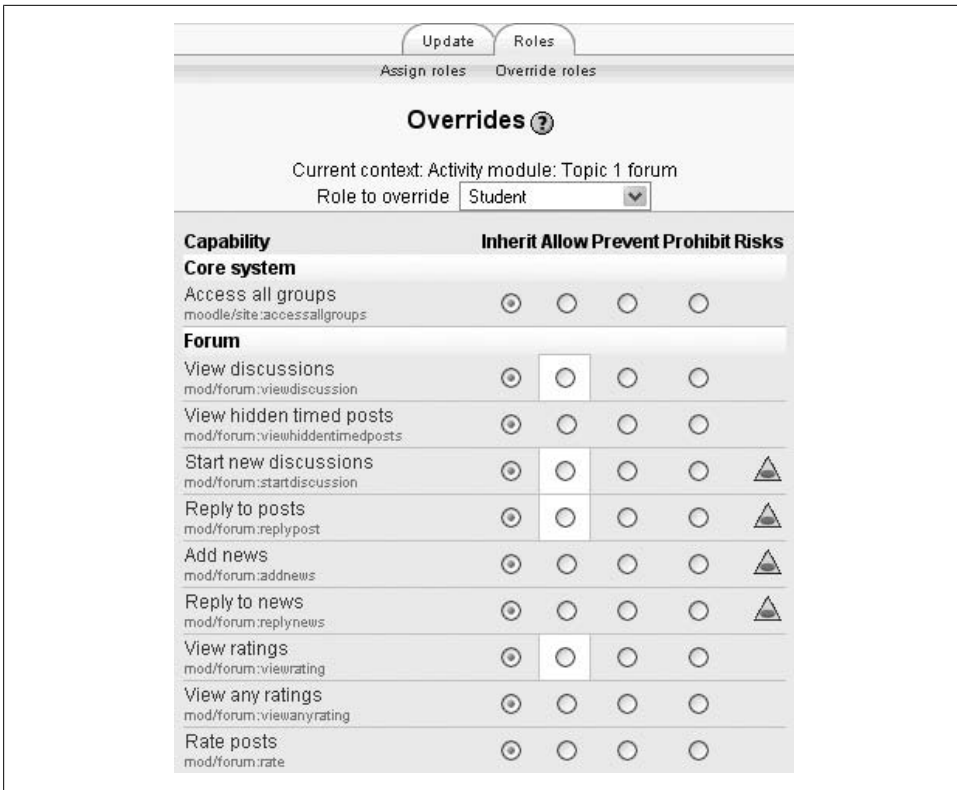 Update Roles
Assign roles Override roles
Overrides ?
Current context: Activity module: Topic 1 forum
Role to override Student
Capability Inherit Allow Prevent Prohibit Risks
Core system
Access all groups
moodle/site:accessallgroups
Forum
View discussions
mod/forum:viewdiscussion
View hidden timed posts
mod/forum:viewhiddentimedposts
Start new discussions
mod/forum:startdiscussion
Reply to posts
mod/forum:replypost
Add news
mod/forum:addnews
Reply to news
mod/forum:replynews
View ratings
mod/forum:viewrating
View any ratings
mod/forum:viewanyrating
Rate posts
mod/forum:rate